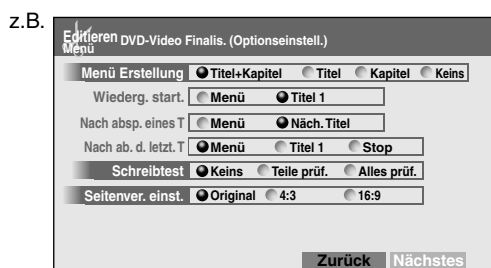 z.B.
Editieren DVD-Video Finalis. (Optionseinstell.)
Menü
Menü Erstellung Titel+Kapitel Titel Kapitel Keins
Wiederg. start. Menü Titel 1
Nach absp. eines T Menü Näch. Titel
Nach ab. d. letzt. T Menü Titel 1 Stop
Schreibtest Keins Teile prüf. Alles prüf.
Seitenver. einst. Original 4:3 16:9
Zurück Nächstes